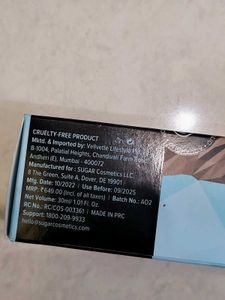 CRUELTY-FREE PRODUCT
Mktd. & Imported by: Vellvette Lifestyle
B-1004, Palatial Heights, Chandivali Farm Road,
Andheri (E), Mumbai - 400072
Manufactured for : SUGAR Cosmetics LLC
8 The Green, Suite A, Dover, DE 19901
Mfg. Date: 10/2022 Use Before: 09/2025
MRP: ₹649.00 (Incl. of all taxes) Batch No.: A02
Net Volume: 30ml 1.01 Fl. Oz.
RC No.: RC/COS-003361 MADE IN PRC
Support: 1800-209-9933
hello@sugarcosmetics.com